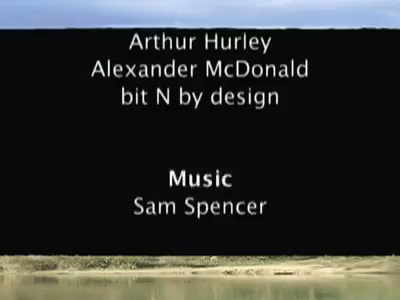 Arthur Hurley
Alexander McDonald
bit N by design
Music
Sam Spencer